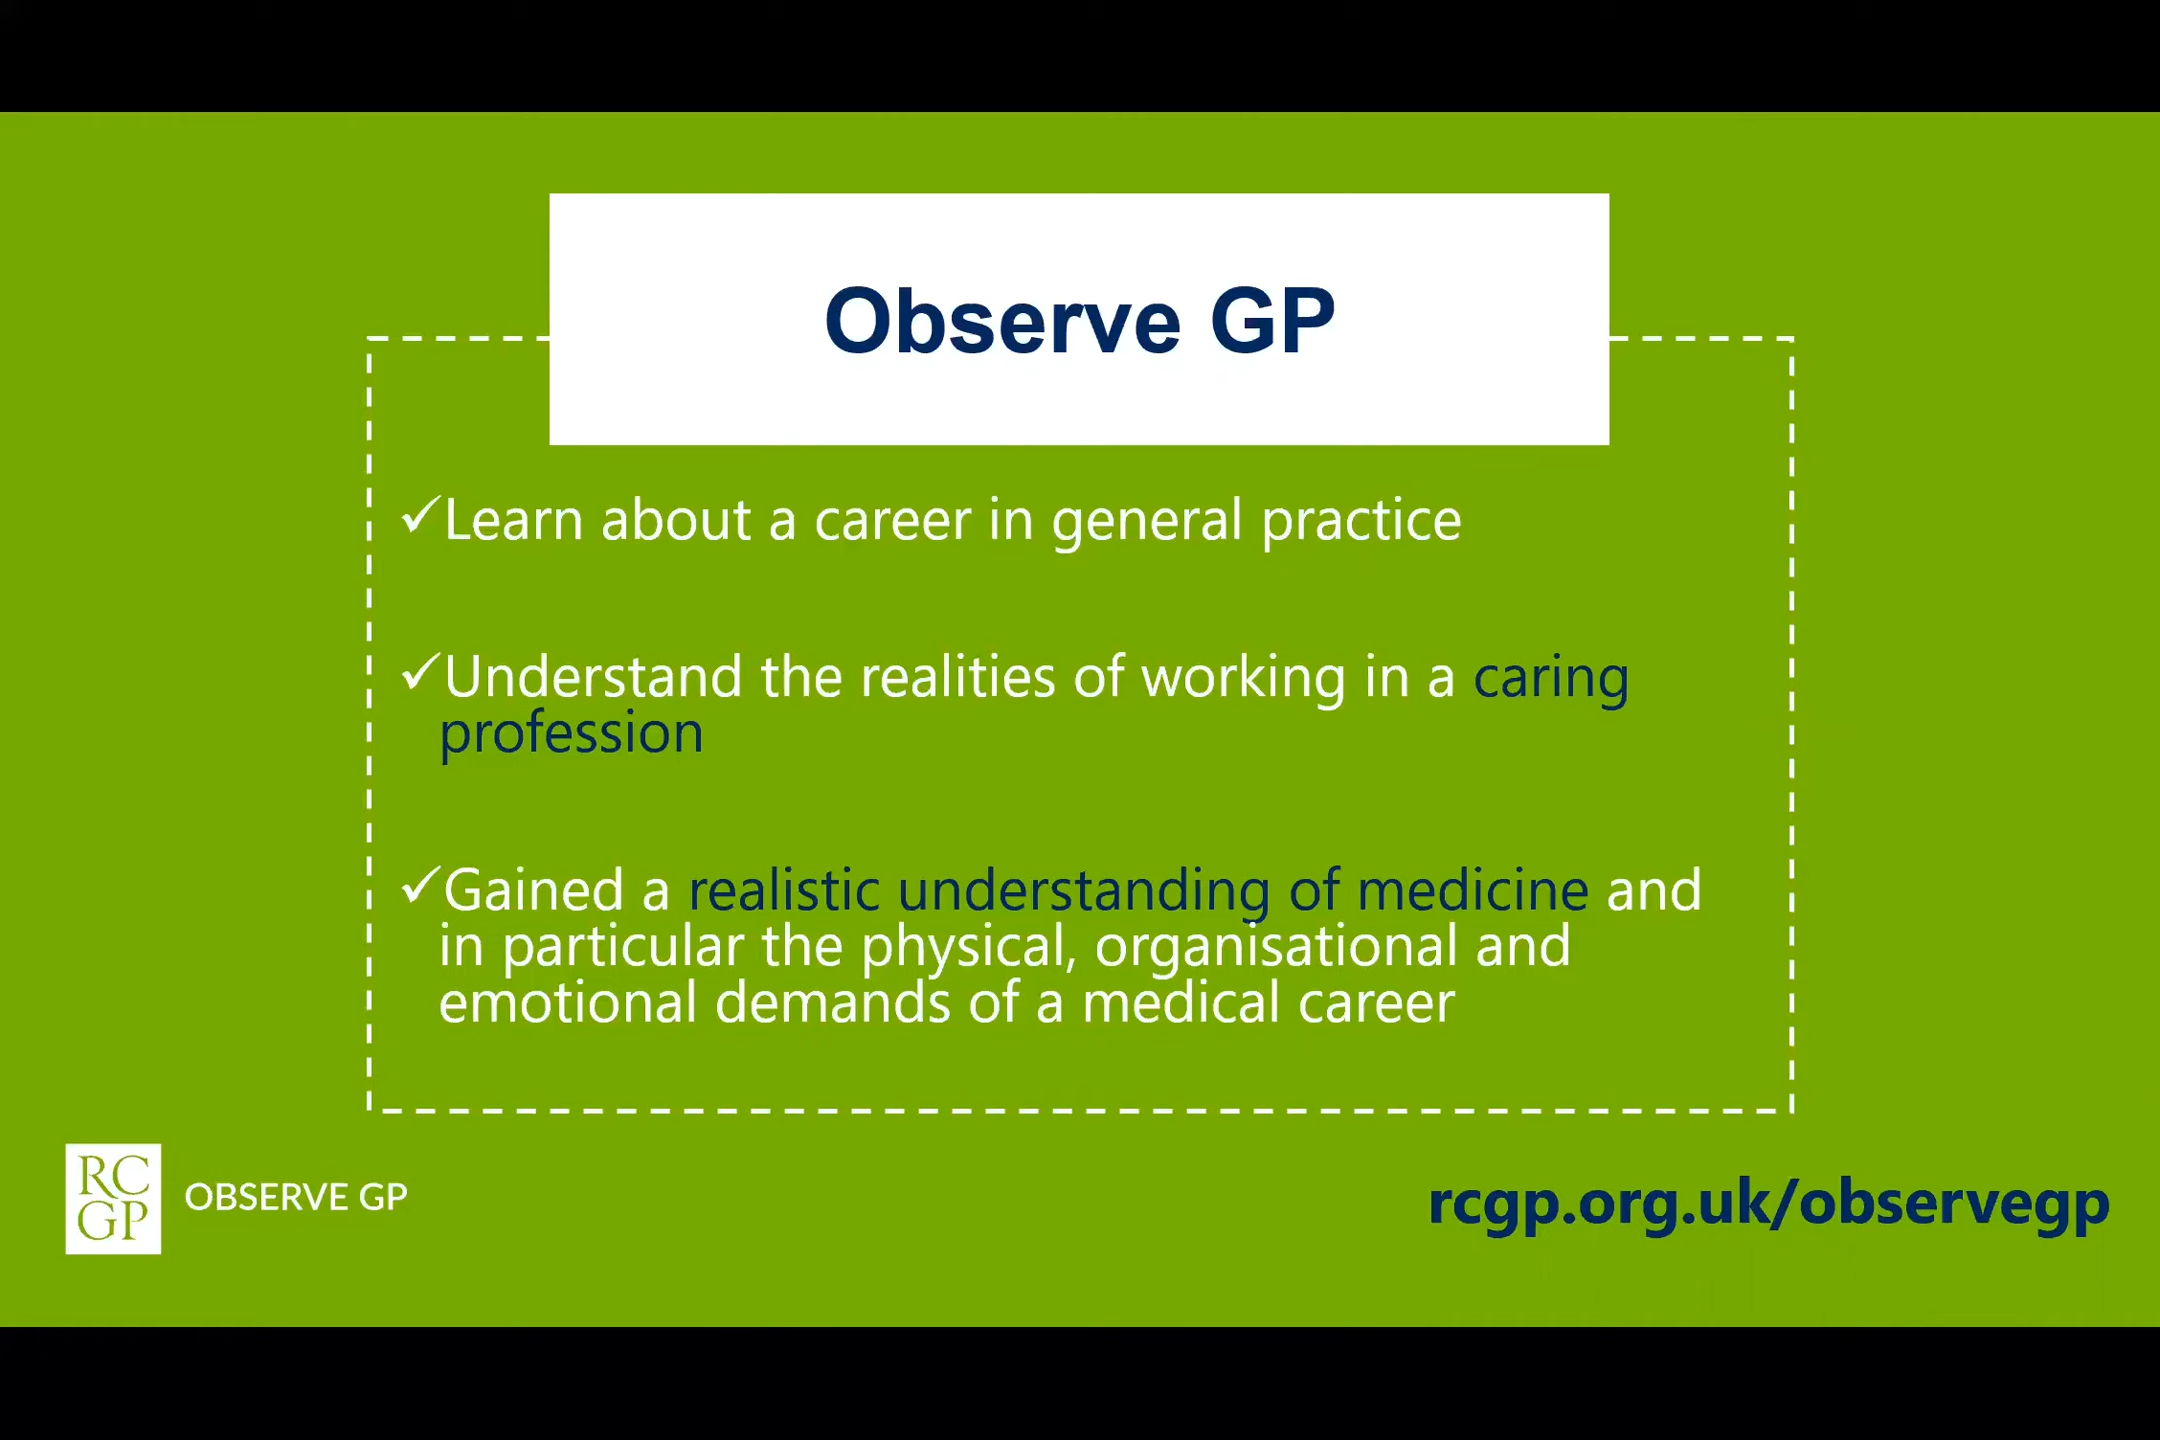 Observe GP
✓Learn about a career in general practice
✓Understand the realities of working in a caring
profession
✓Gained a realistic understanding of medicine and
in particular the physical, organisational and
emotional demands of a medical career
RC
GP
OBSERVE GP
rcgp.org.uk/observegp